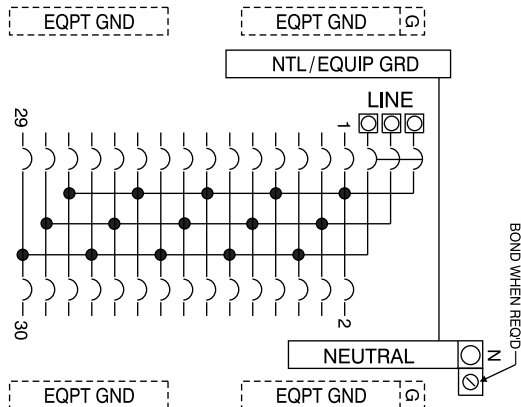 EQPT GND
EQPT GND
G
NTL/EQUIP GRD
LINE
29
1
30
2
NEUTRAL
N
BOND WHEN REQ'D
EQPT GND
EQPT GND
G